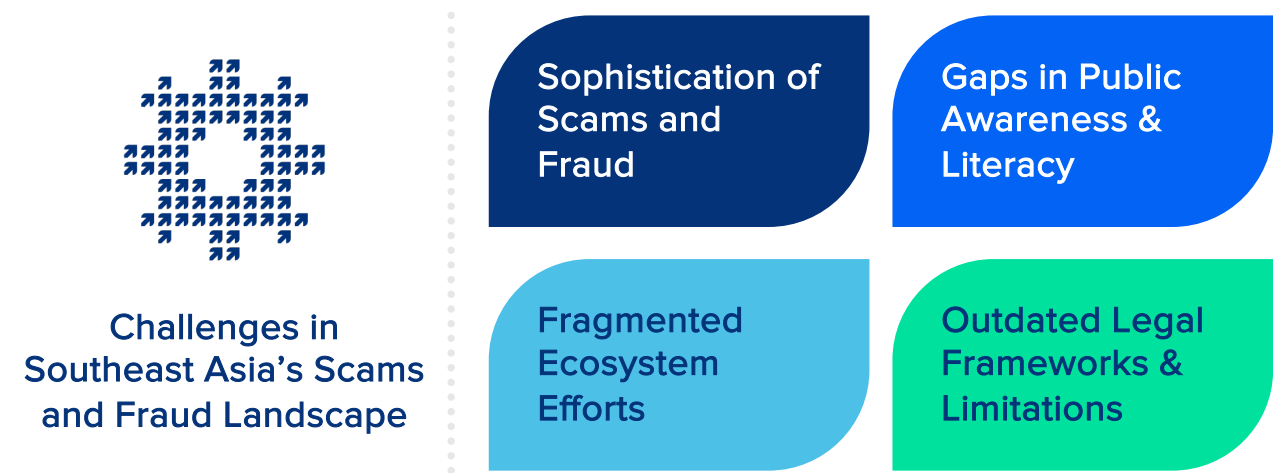 Challenges in
Southeast Asia’s Scams
and Fraud Landscape
Sophistication of
Scams and
Fraud
Gaps in Public
Awareness &
Literacy
Fragmented
Ecosystem
Efforts
Outdated Legal
Frameworks &
Limitations